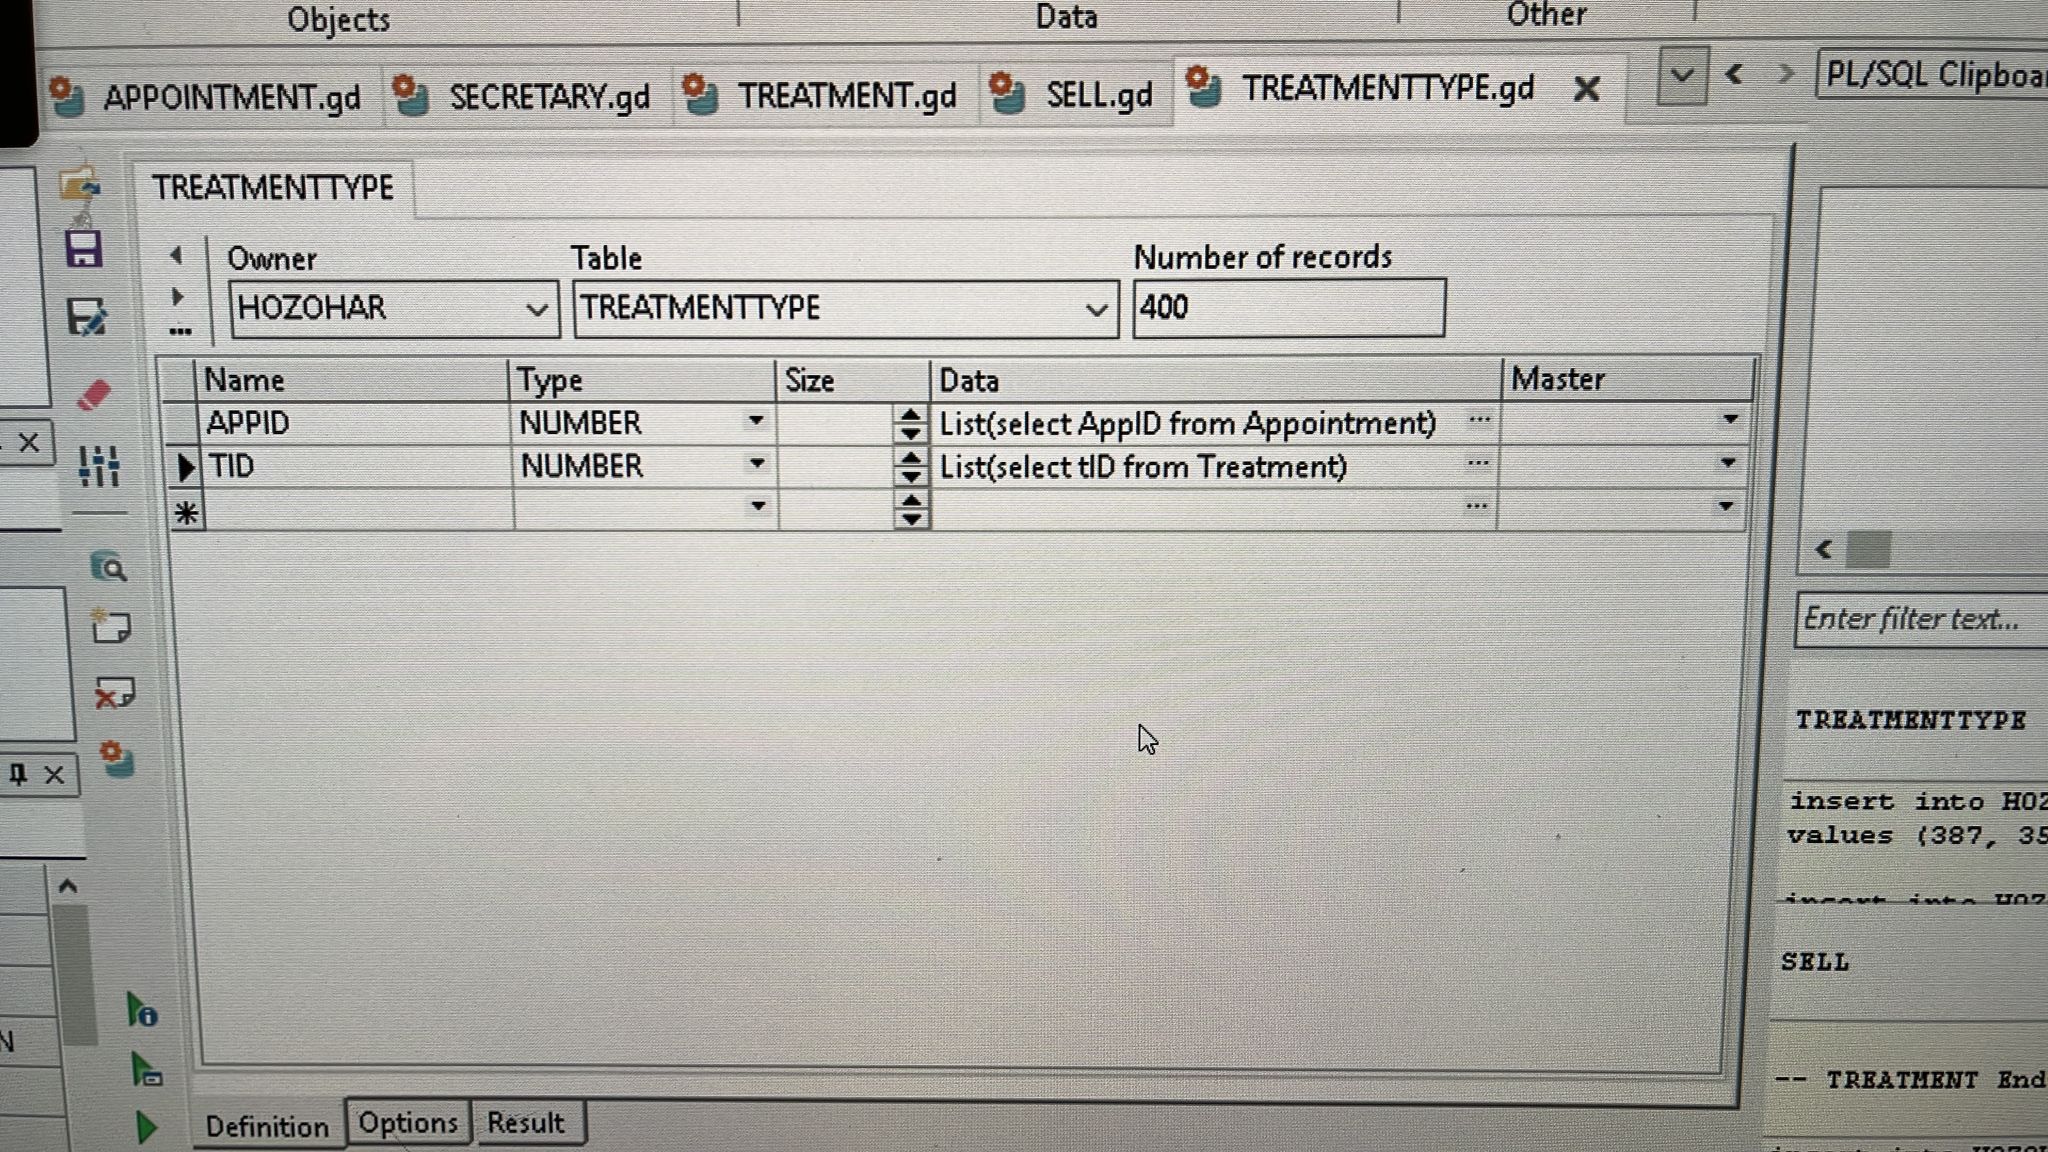 Objects Data Other
APPOINTMENT.gd SECRETARY.gd TREATMENT.gd SELL.gd TREATMENTTYPE.gd
TREATMENTTYPE
Owner Table Number of records
HOZOHAR TREATMENTTYPE 400
Name Type Size Data Master
APPID NUMBER List(select AppID from Appointment) ...
TID NUMBER List(select tID from Treatment) ...
...
Definition Options Result
PL/SQL Clipboa
Enter filter text...
TREATMENTTYPE
insert into HOZ
values (387, 35
insert into HOZ
SELL
-- TREATMENT End
N